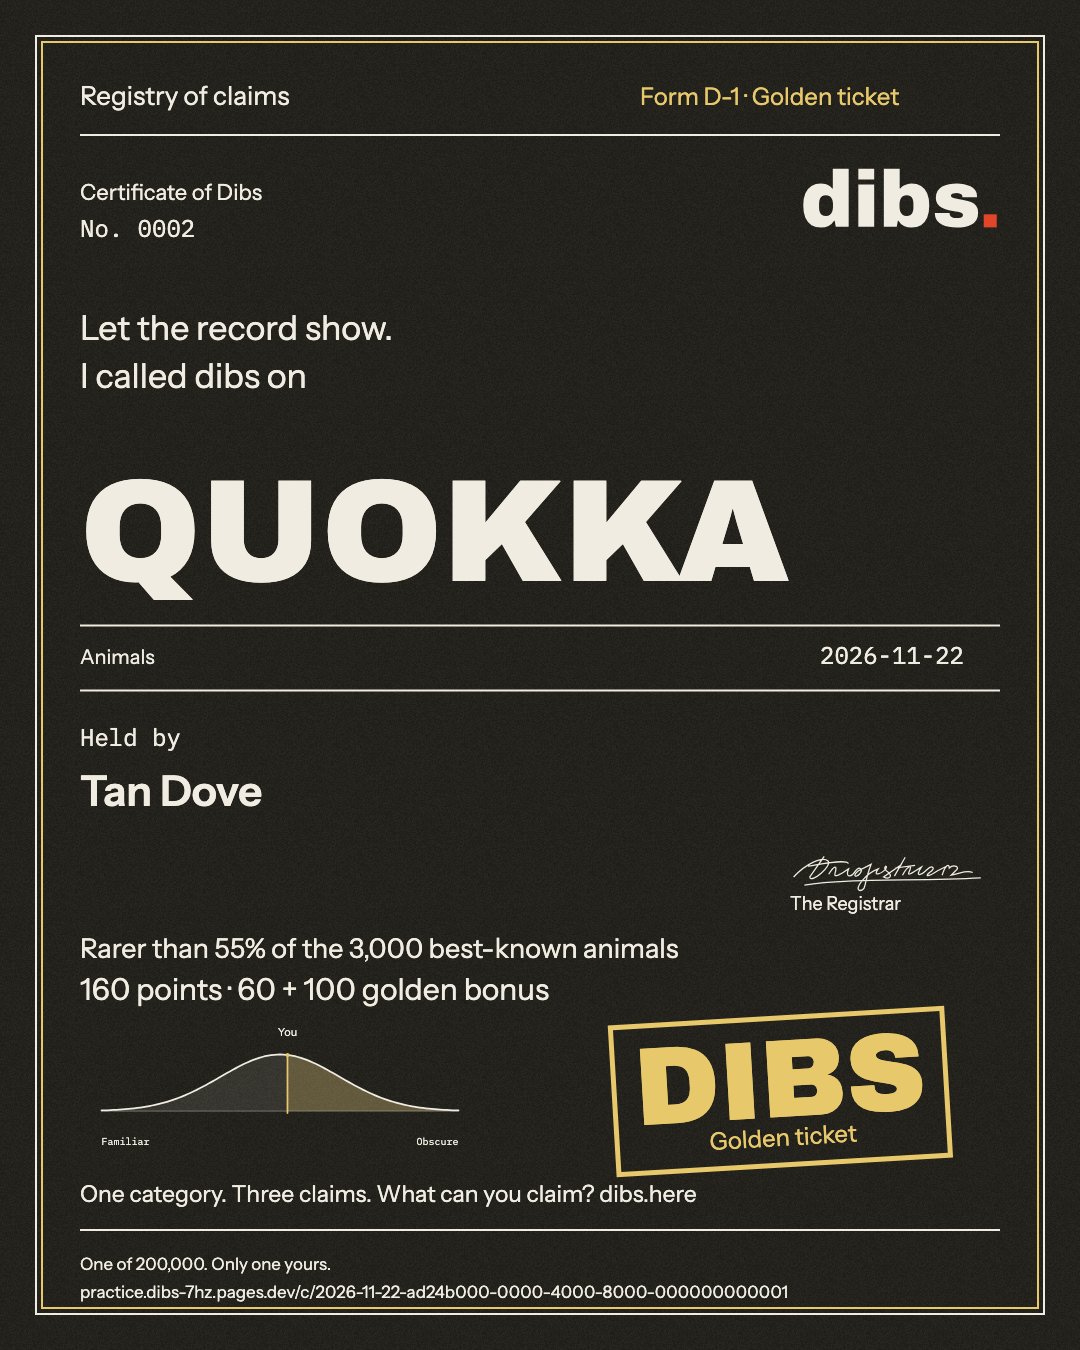 Registry of claims
Form D-1 · Golden ticket
Certificate of Dibs
No. 0002
dibs.
Let the record show.
I called dibs on
QUOKKA
Animals
2026-11-22
Held by
Tan Dove
The Registrar
Rarer than 55% of the 3,000 best-known animals
160 points · 60 + 100 golden bonus
You
Familiar
Obscure
DIBS
Golden ticket
One category. Three claims. What can you claim? dibs.here
One of 200,000. Only one yours.
practice.dibs-7hz.pages.dev/c/2026-11-22-ad24b000-0000-4000-8000-000000000001